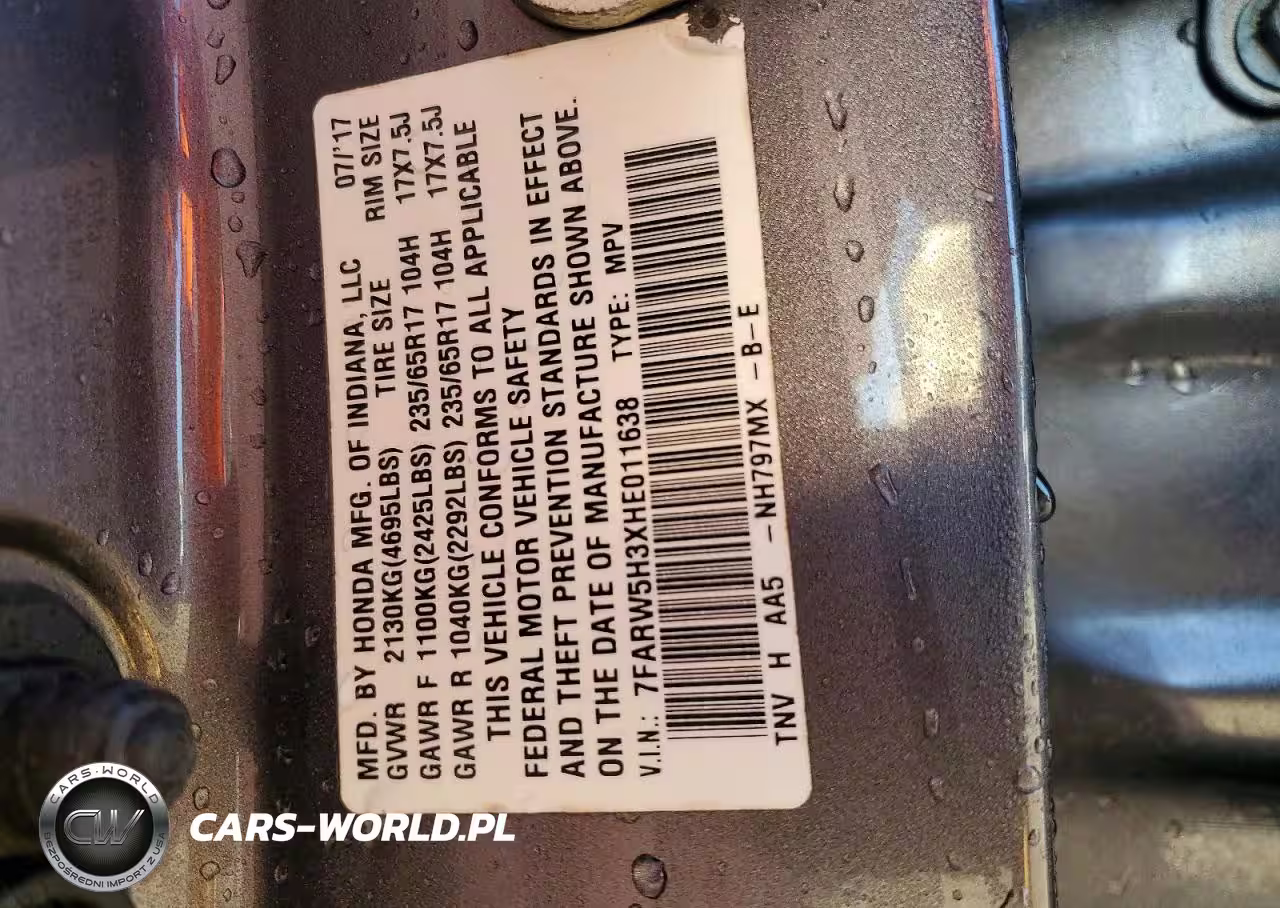 MFD. BY HONDA MFG. OF INDIANA, LLC 07/'17
GVWR 2130KG(4695LBS) TIRE SIZE RIM SIZE
GAWR F 1100KG(2425LBS) 235/65R17 104H 17X7.5J
GAWR R 1040KG(2292LBS) 235/65R17 104H 17X7.5J
THIS VEHICLE CONFORMS TO ALL APPLICABLE
FEDERAL MOTOR VEHICLE SAFETY
AND THEFT PREVENTION STANDARDS IN EFFECT
ON THE DATE OF MANUFACTURE SHOWN ABOVE.
V.I.N.: 7FARW5H3XHE011638 TYPE: MPV
TNV H AA5 -NH797MX -B-E
CARS-WORLD
CW
BEZPOŚREDNI IMPORT Z USA
CARS-WORLD.PL